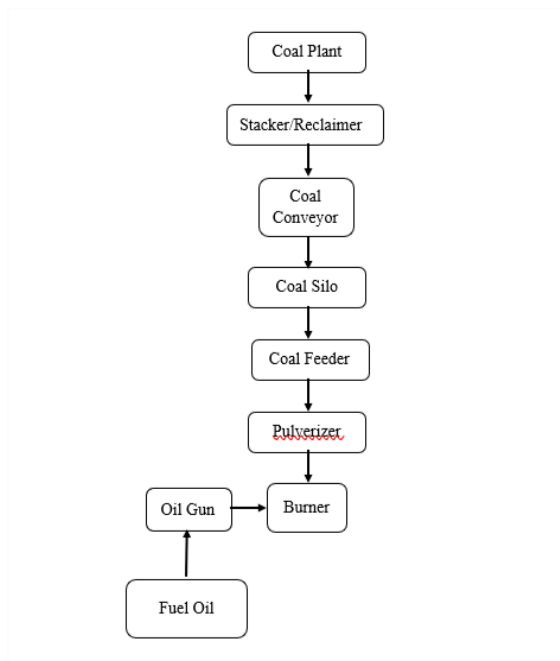 Coal Plant
Stacker/Reclaimer
Coal
Conveyor
Coal Silo
Coal Feeder
Pulverizer
Oil Gun
Burner
Fuel Oil